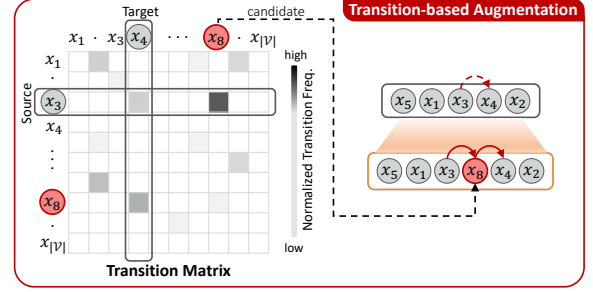 Transition-based Augmentation
Target
candidate
x₁ · x₃ x₄ ··· x₈ · x|𝒱|
Source
x₁
·
x₃
x₄
⋮
x₈
·
x|𝒱|
Transition Matrix
high
Normalized Transition Freq.
low
x₅ x₁ x₃ x₄ x₂
x₅ x₁ x₃ x₈ x₄ x₂